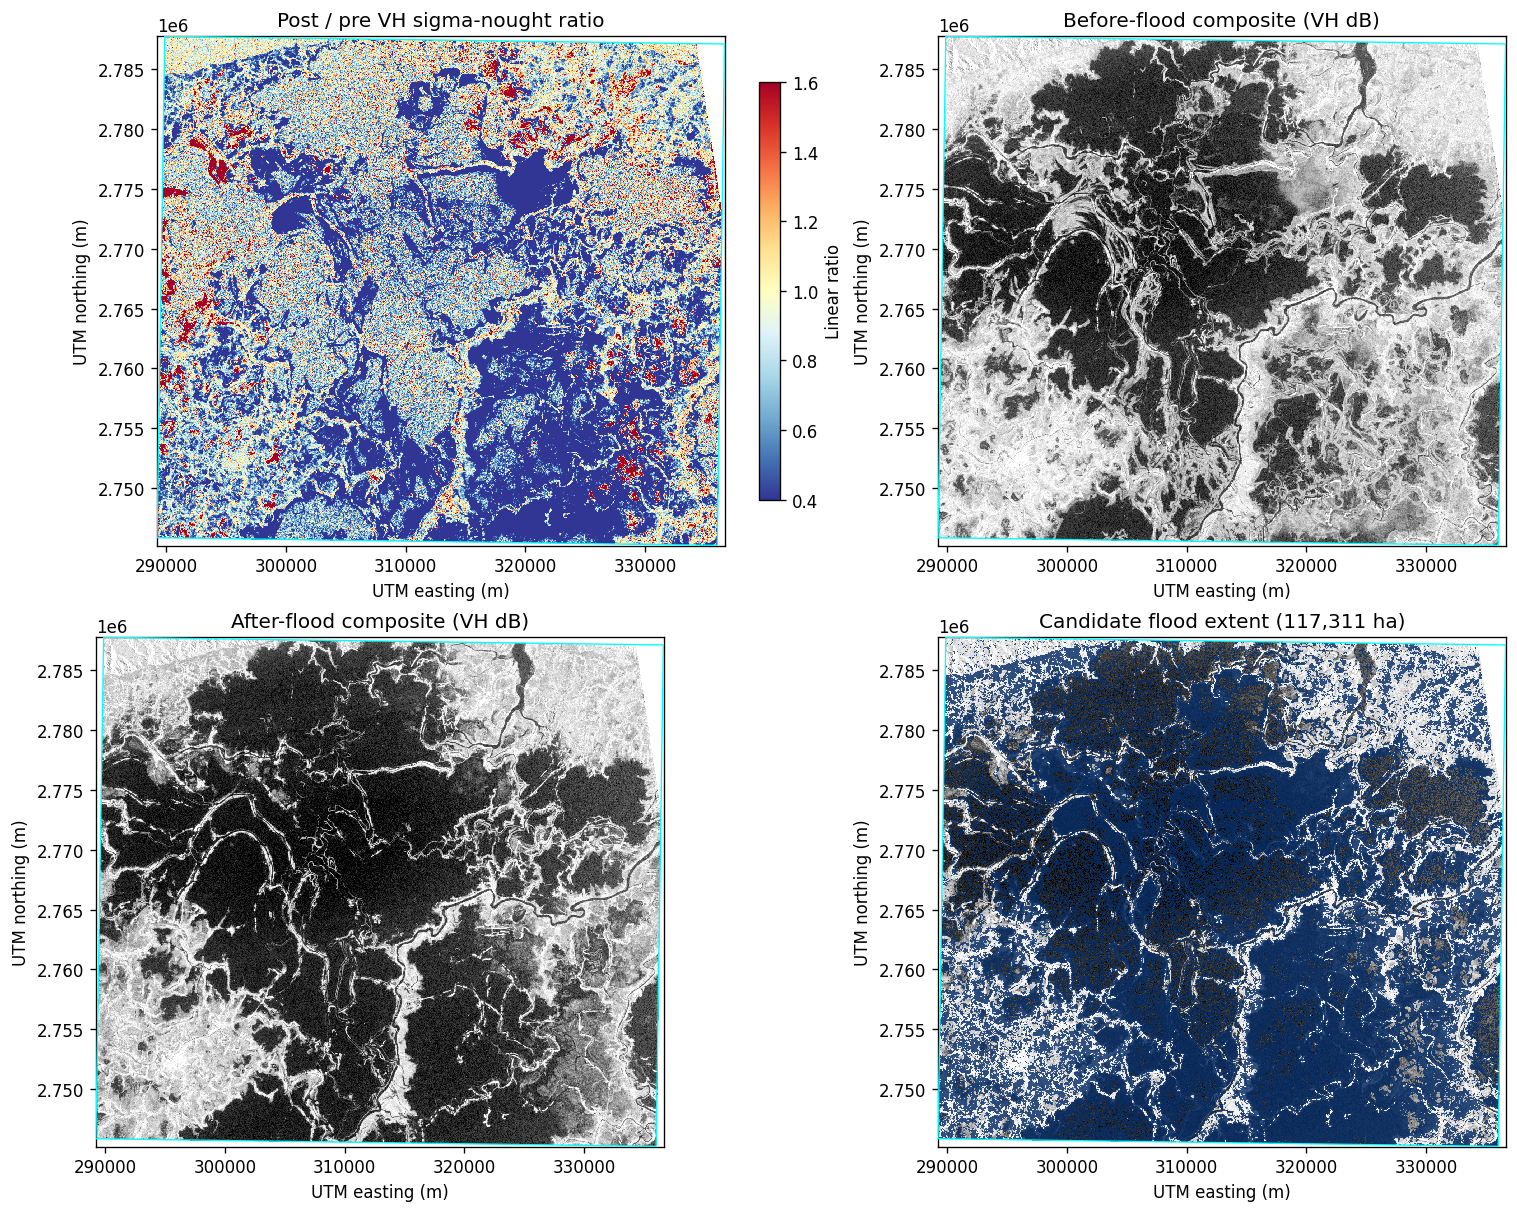 Post / pre VH sigma-nought ratio
1e6
2.785
2.780
2.775
2.770
2.765
2.760
2.755
2.750
UTM northing (m)
290000 300000 310000 320000 330000
UTM easting (m)
1.6
1.4
1.2
1.0
0.8
0.6
0.4
Linear ratio
Before-flood composite (VH dB)
1e6
2.785
2.780
2.775
2.770
2.765
2.760
2.755
2.750
UTM northing (m)
290000 300000 310000 320000 330000
UTM easting (m)
After-flood composite (VH dB)
1e6
2.785
2.780
2.775
2.770
2.765
2.760
2.755
2.750
UTM northing (m)
290000 300000 310000 320000 330000
UTM easting (m)
Candidate flood extent (117,311 ha)
1e6
2.785
2.780
2.775
2.770
2.765
2.760
2.755
2.750
UTM northing (m)
290000 300000 310000 320000 330000
UTM easting (m)